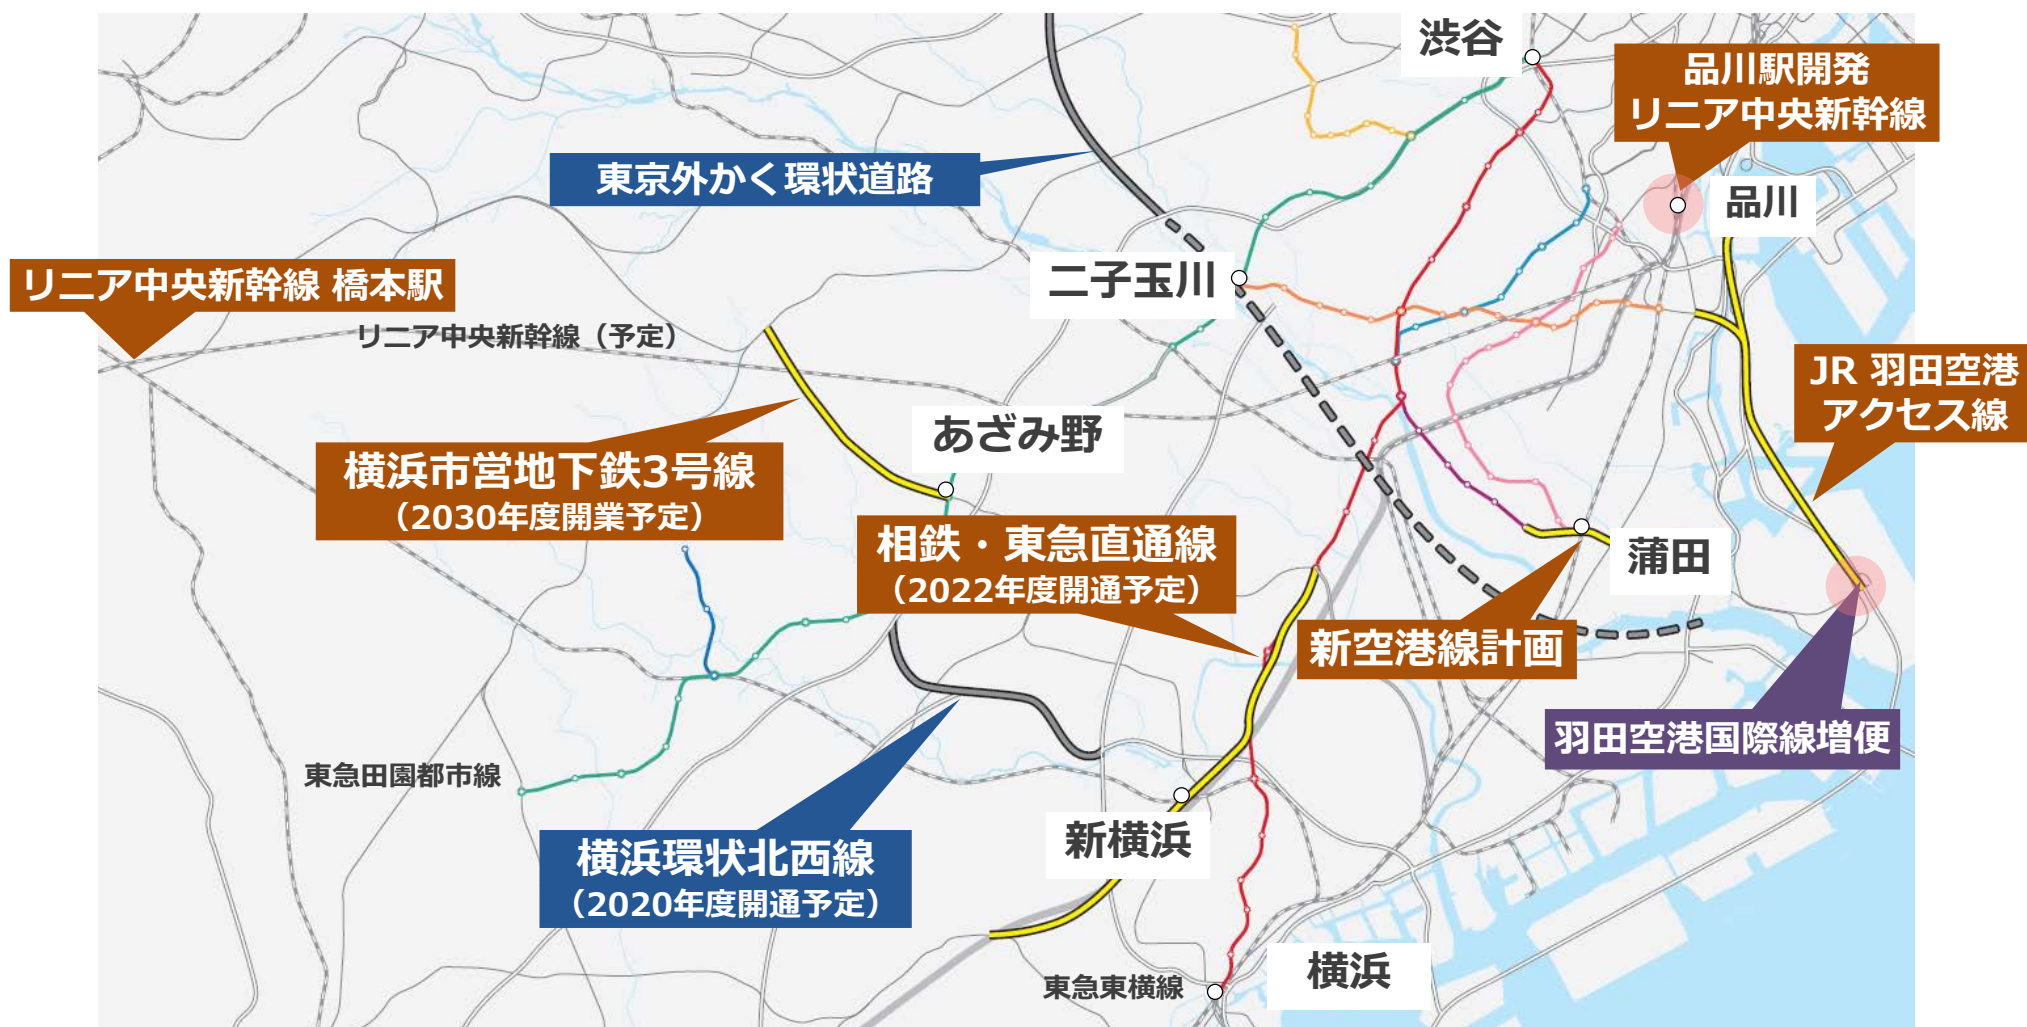 渋谷
品川駅開発
リニア中央新幹線
東京外かく環状道路
品川
二子玉川
リニア中央新幹線 橋本駅
リニア中央新幹線（予定）
JR 羽田空港
アクセス線
あざみ野
横浜市営地下鉄3号線
（2030年度開業予定）
相鉄・東急直通線
（2022年度開通予定）
蒲田
新空港線計画
羽田空港国際線増便
東急田園都市線
新横浜
横浜環状北西線
（2020年度開通予定）
横浜
東急東横線